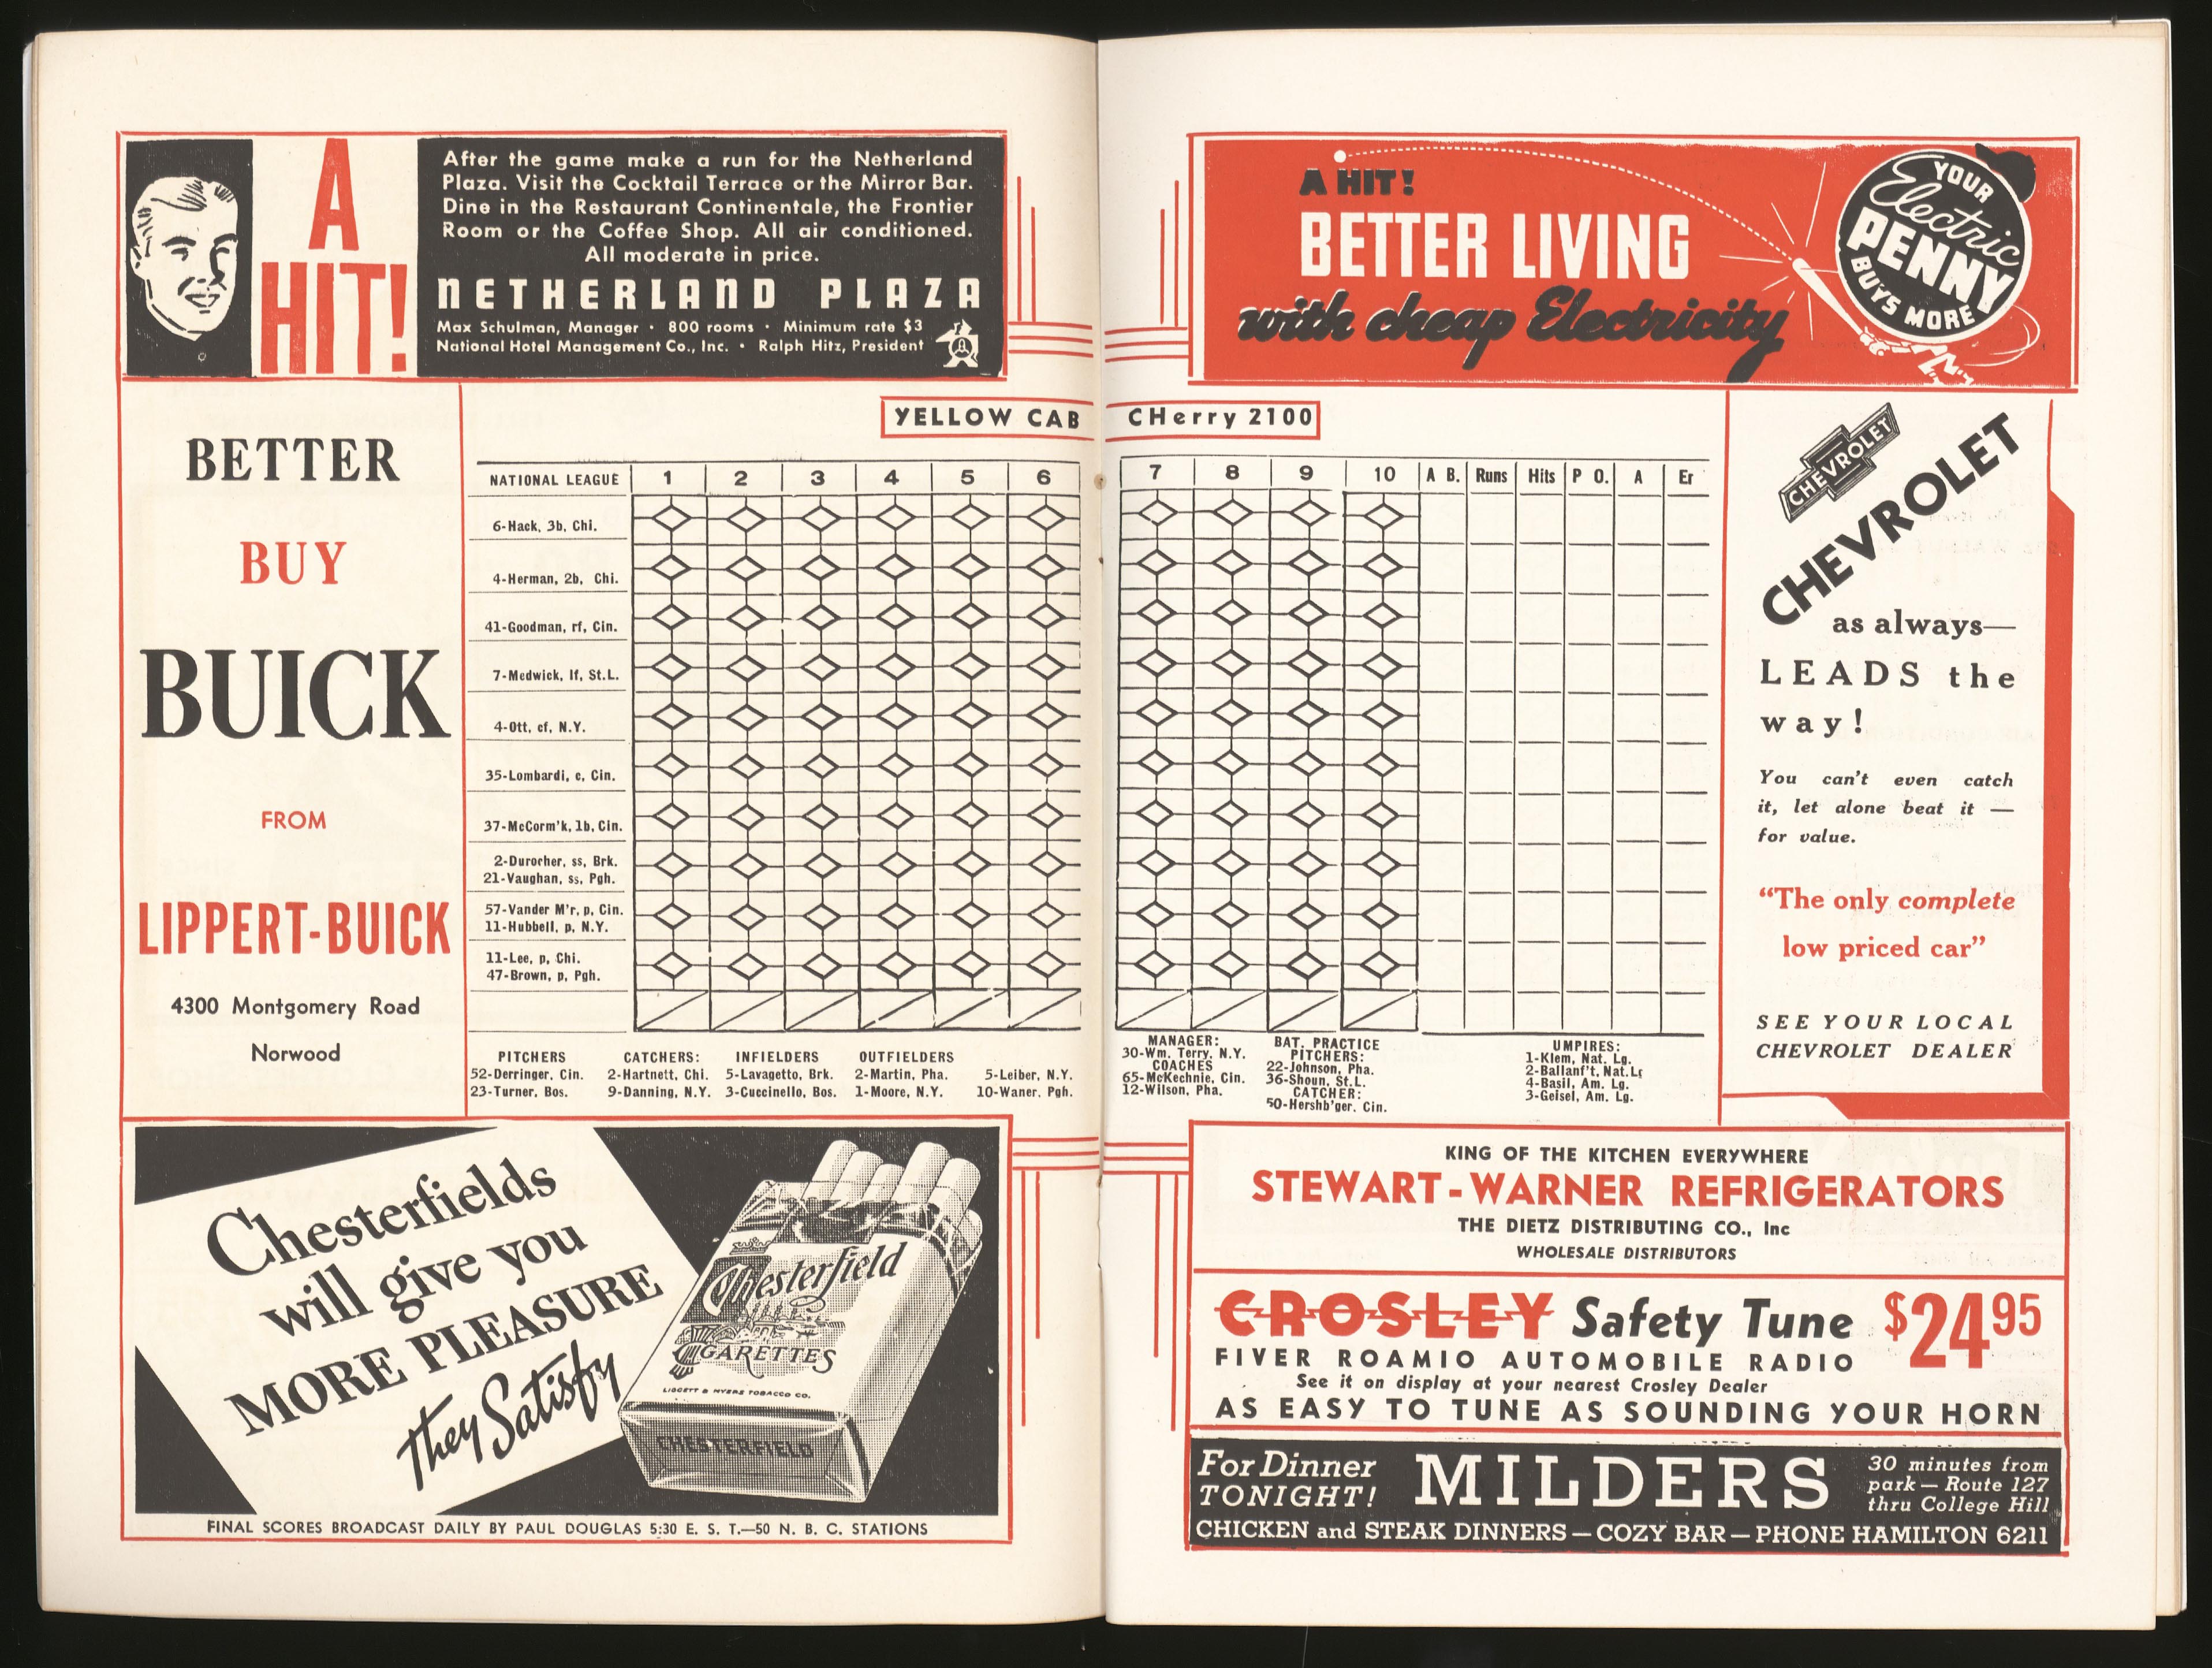 A
HIT!
After the game make a run for the Netherland
Plaza. Visit the Cocktail Terrace or the Mirror Bar.
Dine in the Restaurant Continentale, the Frontier
Room or the Coffee Shop. All air conditioned.
All moderate in price.
NETHERLAND PLAZA
Max Schulman, Manager · 800 rooms · Minimum rate $3
National Hotel Management Co., Inc. · Ralph Hitz, President
BETTER
BUY
BUICK
FROM
LIPPERT-BUICK
4300 Montgomery Road
Norwood
YELLOW CAB CHerry 2100
NATIONAL LEAGUE 1 2 3 4 5 6 7 8 9 10 A B. Runs Hits P O. A Er
6-Hack, 3b, Chi.
4-Herman, 2b, Chi.
41-Goodman, rf, Cin.
7-Medwick, lf, St.L.
4-Ott, cf, N.Y.
35-Lombardi, c, Cin.
37-McCorm'k, 1b, Cin.
2-Durocher, ss, Brk.
21-Vaughan, ss, Pgh.
57-Vander M'r, p, Cin.
11-Hubbell, p, N.Y.
11-Lee, p, Chi.
47-Brown, p, Pgh.
PITCHERS
52-Derringer, Cin.
23-Turner, Bos.
CATCHERS:
2-Hartnett, Chi.
9-Danning, N.Y.
INFIELDERS
5-Lavagetto, Brk.
3-Cuccinello, Bos.
OUTFIELDERS
2-Martin, Pha.
1-Moore, N.Y.
5-Leiber, N.Y.
10-Waner, Pgh.
MANAGER:
30-Wm. Terry, N.Y.
COACHES
65-McKechnie, Cin.
12-Wilson, Pha.
BAT. PRACTICE
PITCHERS:
22-Johnson, Pha.
36-Shoun, St.L.
CATCHER:
50-Hershb'ger, Cin.
UMPIRES:
1-Klem, Nat. Lg.
2-Ballanf't, Nat.Lg
4-Basil, Am. Lg.
3-Geisel, Am. Lg.
Chesterfields
will give you
MORE PLEASURE
They Satisfy
Chesterfield
CIGARETTES
LIGGETT & MYERS TOBACCO CO.
CHESTERFIELD
FINAL SCORES BROADCAST DAILY BY PAUL DOUGLAS 5:30 E. S. T.—50 N. B. C. STATIONS
A HIT!
BETTER LIVING
with cheap Electricity
YOUR
Electric
PENNY
BUYS MORE
CHEVROLET
CHEVROLET
as always—
LEADS the
way!
You can't even catch
it, let alone beat it —
for value.
"The only complete
low priced car"
SEE YOUR LOCAL
CHEVROLET DEALER
KING OF THE KITCHEN EVERYWHERE
STEWART-WARNER REFRIGERATORS
THE DIETZ DISTRIBUTING CO., Inc
WHOLESALE DISTRIBUTORS
CROSLEY Safety Tune $24 95
FIVER ROAMIO AUTOMOBILE RADIO
See it on display at your nearest Crosley Dealer
AS EASY TO TUNE AS SOUNDING YOUR HORN
For Dinner
TONIGHT!
MILDERS
30 minutes from
park — Route 127
thru College Hill
CHICKEN and STEAK DINNERS — COZY BAR — PHONE HAMILTON 6211